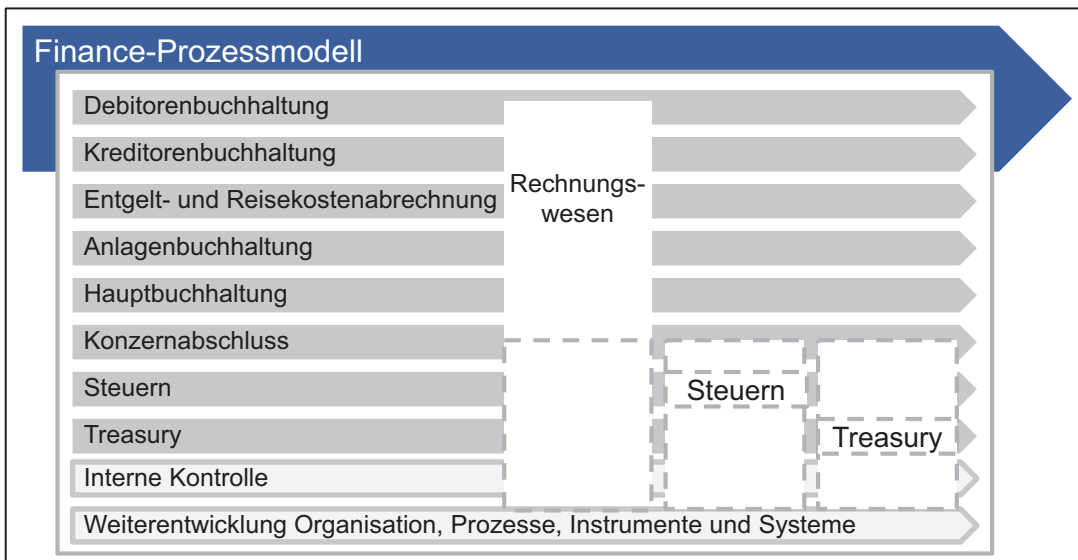 Finance-Prozessmodell
Debitorenbuchhaltung
Kreditorenbuchhaltung
Entgelt- und Reisekostenabrechnung
Anlagenbuchhaltung
Hauptbuchhaltung
Konzernabschluss
Steuern
Treasury
Interne Kontrolle
Weiterentwicklung Organisation, Prozesse, Instrumente und Systeme
Rechnungs-
wesen
Steuern
Treasury